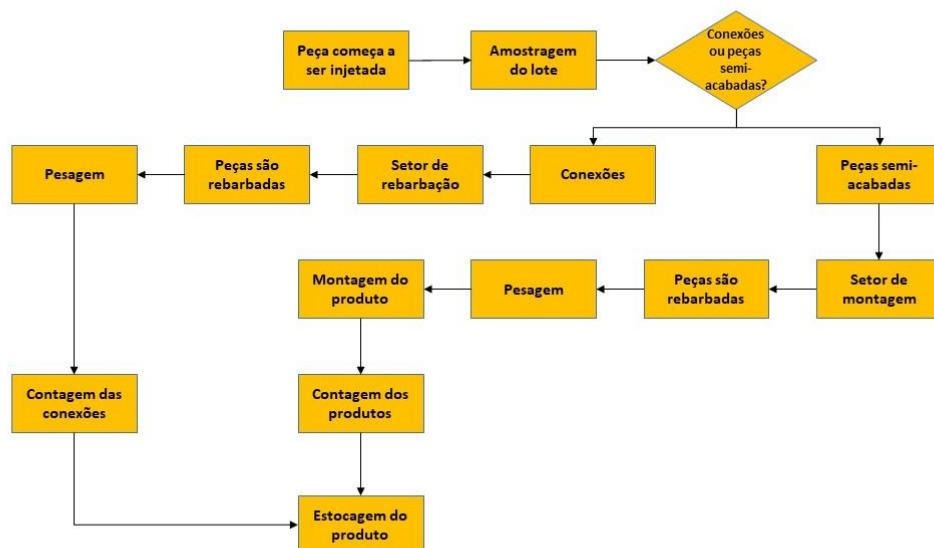 Peça começa a
ser injetada
Amostragem
do lote
Conexões
ou peças
semi-
acabadas?
Pesagem
Peças são
rebarbadas
Setor de
rebarbação
Conexões
Peças semi-
acabadas
Montagem do
produto
Pesagem
Peças são
rebarbadas
Setor de
montagem
Contagem das
conexões
Contagem dos
produtos
Estocagem do
produto